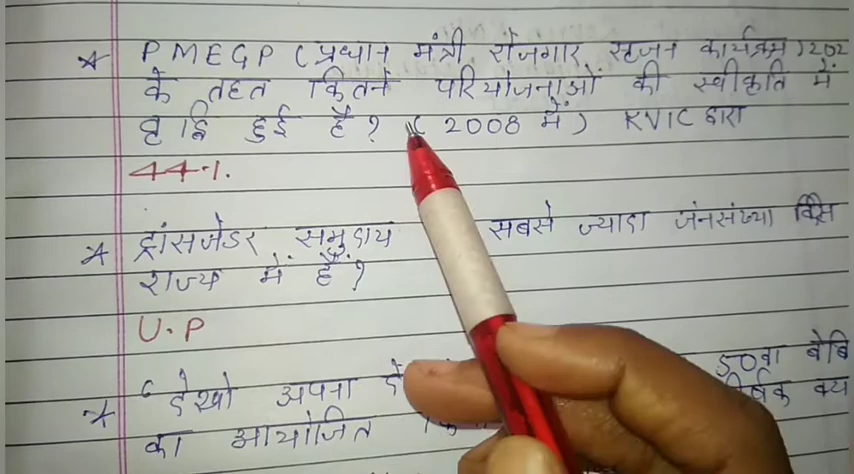 PMEGP (प्रधान मंत्री रोजगार सृजन कार्यक्रम) 202
के तहत कितने परियोजनाओं की स्वीकृति में
वृद्धि हुई है? (2008 में) KVIC द्वारा
44%.
ट्रांसजेडर समुदाय सबसे ज्यादा जनसंख्या किस
राज्य में है?
U.P
' देखो अपना दे 50वा वेबि
का आयोजित र्षक क्य